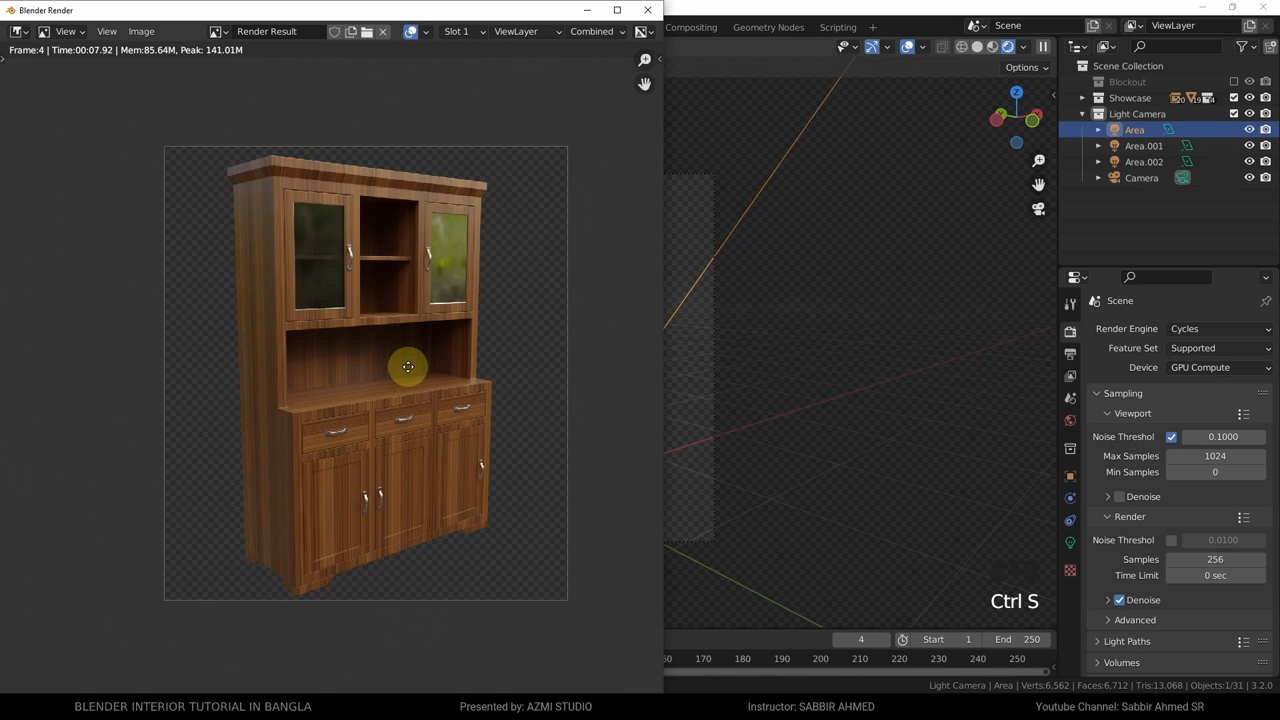 Blender Render
View
View
Image
Render Result
Slot 1
ViewLayer
Combined
Frame:4 | Time:00:07.92 | Mem:85.64M, Peak: 141.01M
Compositing
Geometry Nodes
Scripting
Scene
ViewLayer
Options
Z
Scene Collection
Blockout
Showcase
Light Camera
Area
Area.001
Area.002
Camera
Scene
Render Engine
Cycles
Feature Set
Supported
Device
GPU Compute
Sampling
Viewport
Noise Threshol
0.1000
Max Samples
1024
Min Samples
0
Denoise
Render
Noise Threshol
0.0100
Samples
256
Time Limit
0 sec
Denoise
Advanced
Light Paths
Volumes
Ctrl S
4
Start
1
End
250
170
180
190
200
210
220
230
240
250
Light Camera | Area | Verts:6,562 | Faces:6,712 | Tris:13,068 | Objects:1/31 | 3.2.0
BLENDER INTERIOR TUTORIAL IN BANGLA
Presented by: AZMI STUDIO
Instructor: SABBIR AHMED
Youtube Channel: Sabbir Ahmed SR